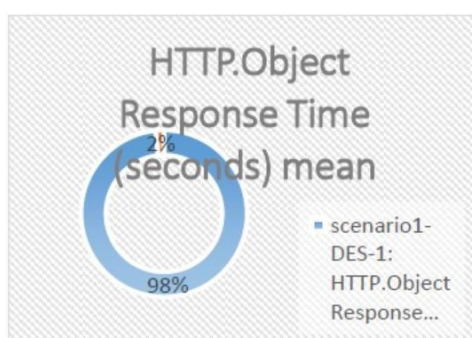 HTTP.Object
Response Time
(seconds) mean
2%
98%
scenario1-
DES-1:
HTTP.Object
Response...